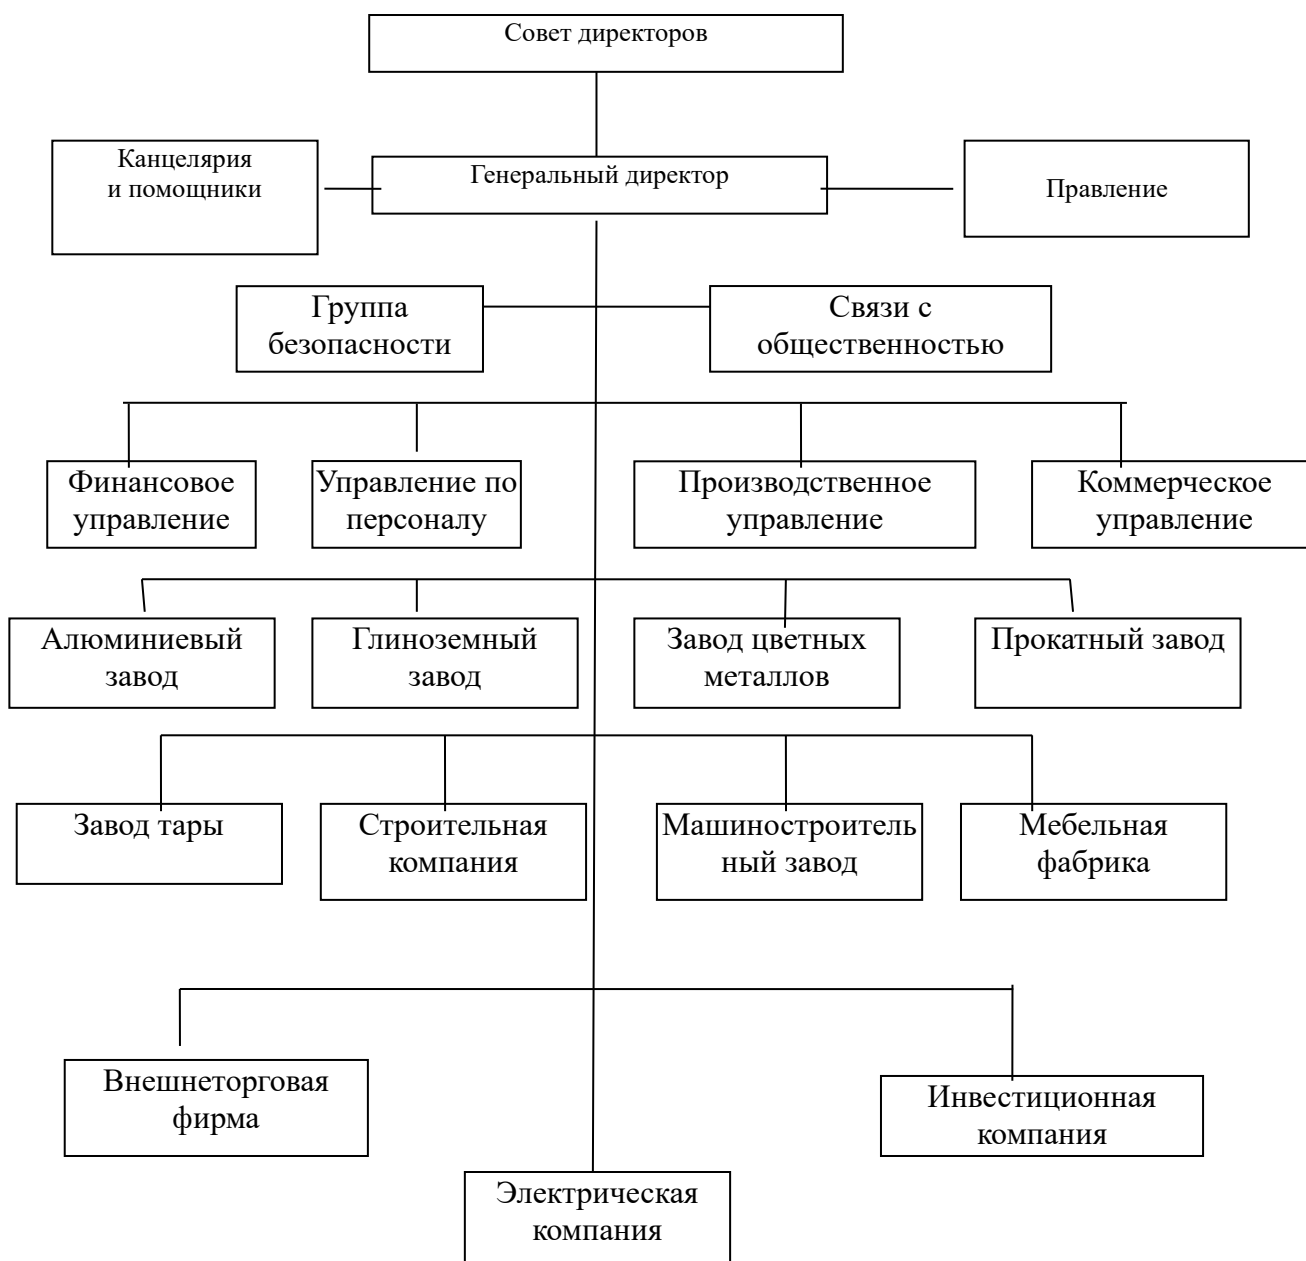 Совет директоров
Канцелярия
и помощники
Генеральный директор
Правление
Группа
безопасности
Связи с
общественностью
Финансовое
управление
Управление по
персоналу
Производственное
управление
Коммерческое
управление
Алюминиевый
завод
Глиноземный
завод
Завод цветных
металлов
Прокатный завод
Завод тары
Строительная
компания
Машиностроитель
ный завод
Мебельная
фабрика
Внешнеторговая
фирма
Инвестиционная
компания
Электрическая
компания